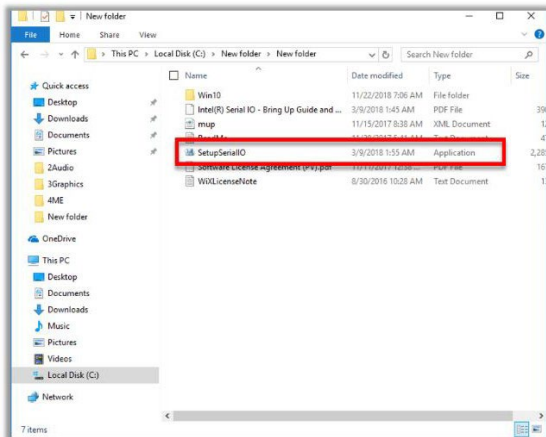 New folder
File Home Share View
This PC > Local Disk (C:) > New folder > New folder
Search New folder
Name Date modified Type Size
Quick access
Desktop
Downloads
Documents
Pictures
2Audio
3Graphics
4ME
New folder
OneDrive
This PC
Desktop
Documents
Downloads
Music
Pictures
Videos
Local Disk (C:)
Network
Win10 11/22/2018 7:06 AM File folder
Intel(R) Serial IO - Bring Up Guide and ... 3/9/2018 1:45 AM PDF File
mup 11/15/2017 8:38 AM XML Document
SetupSerialIO 3/9/2018 1:55 AM Application
Software License Agreement (PV).pdf PDF File
WiXLicenseNote 8/30/2016 10:28 AM Text Document
7 items